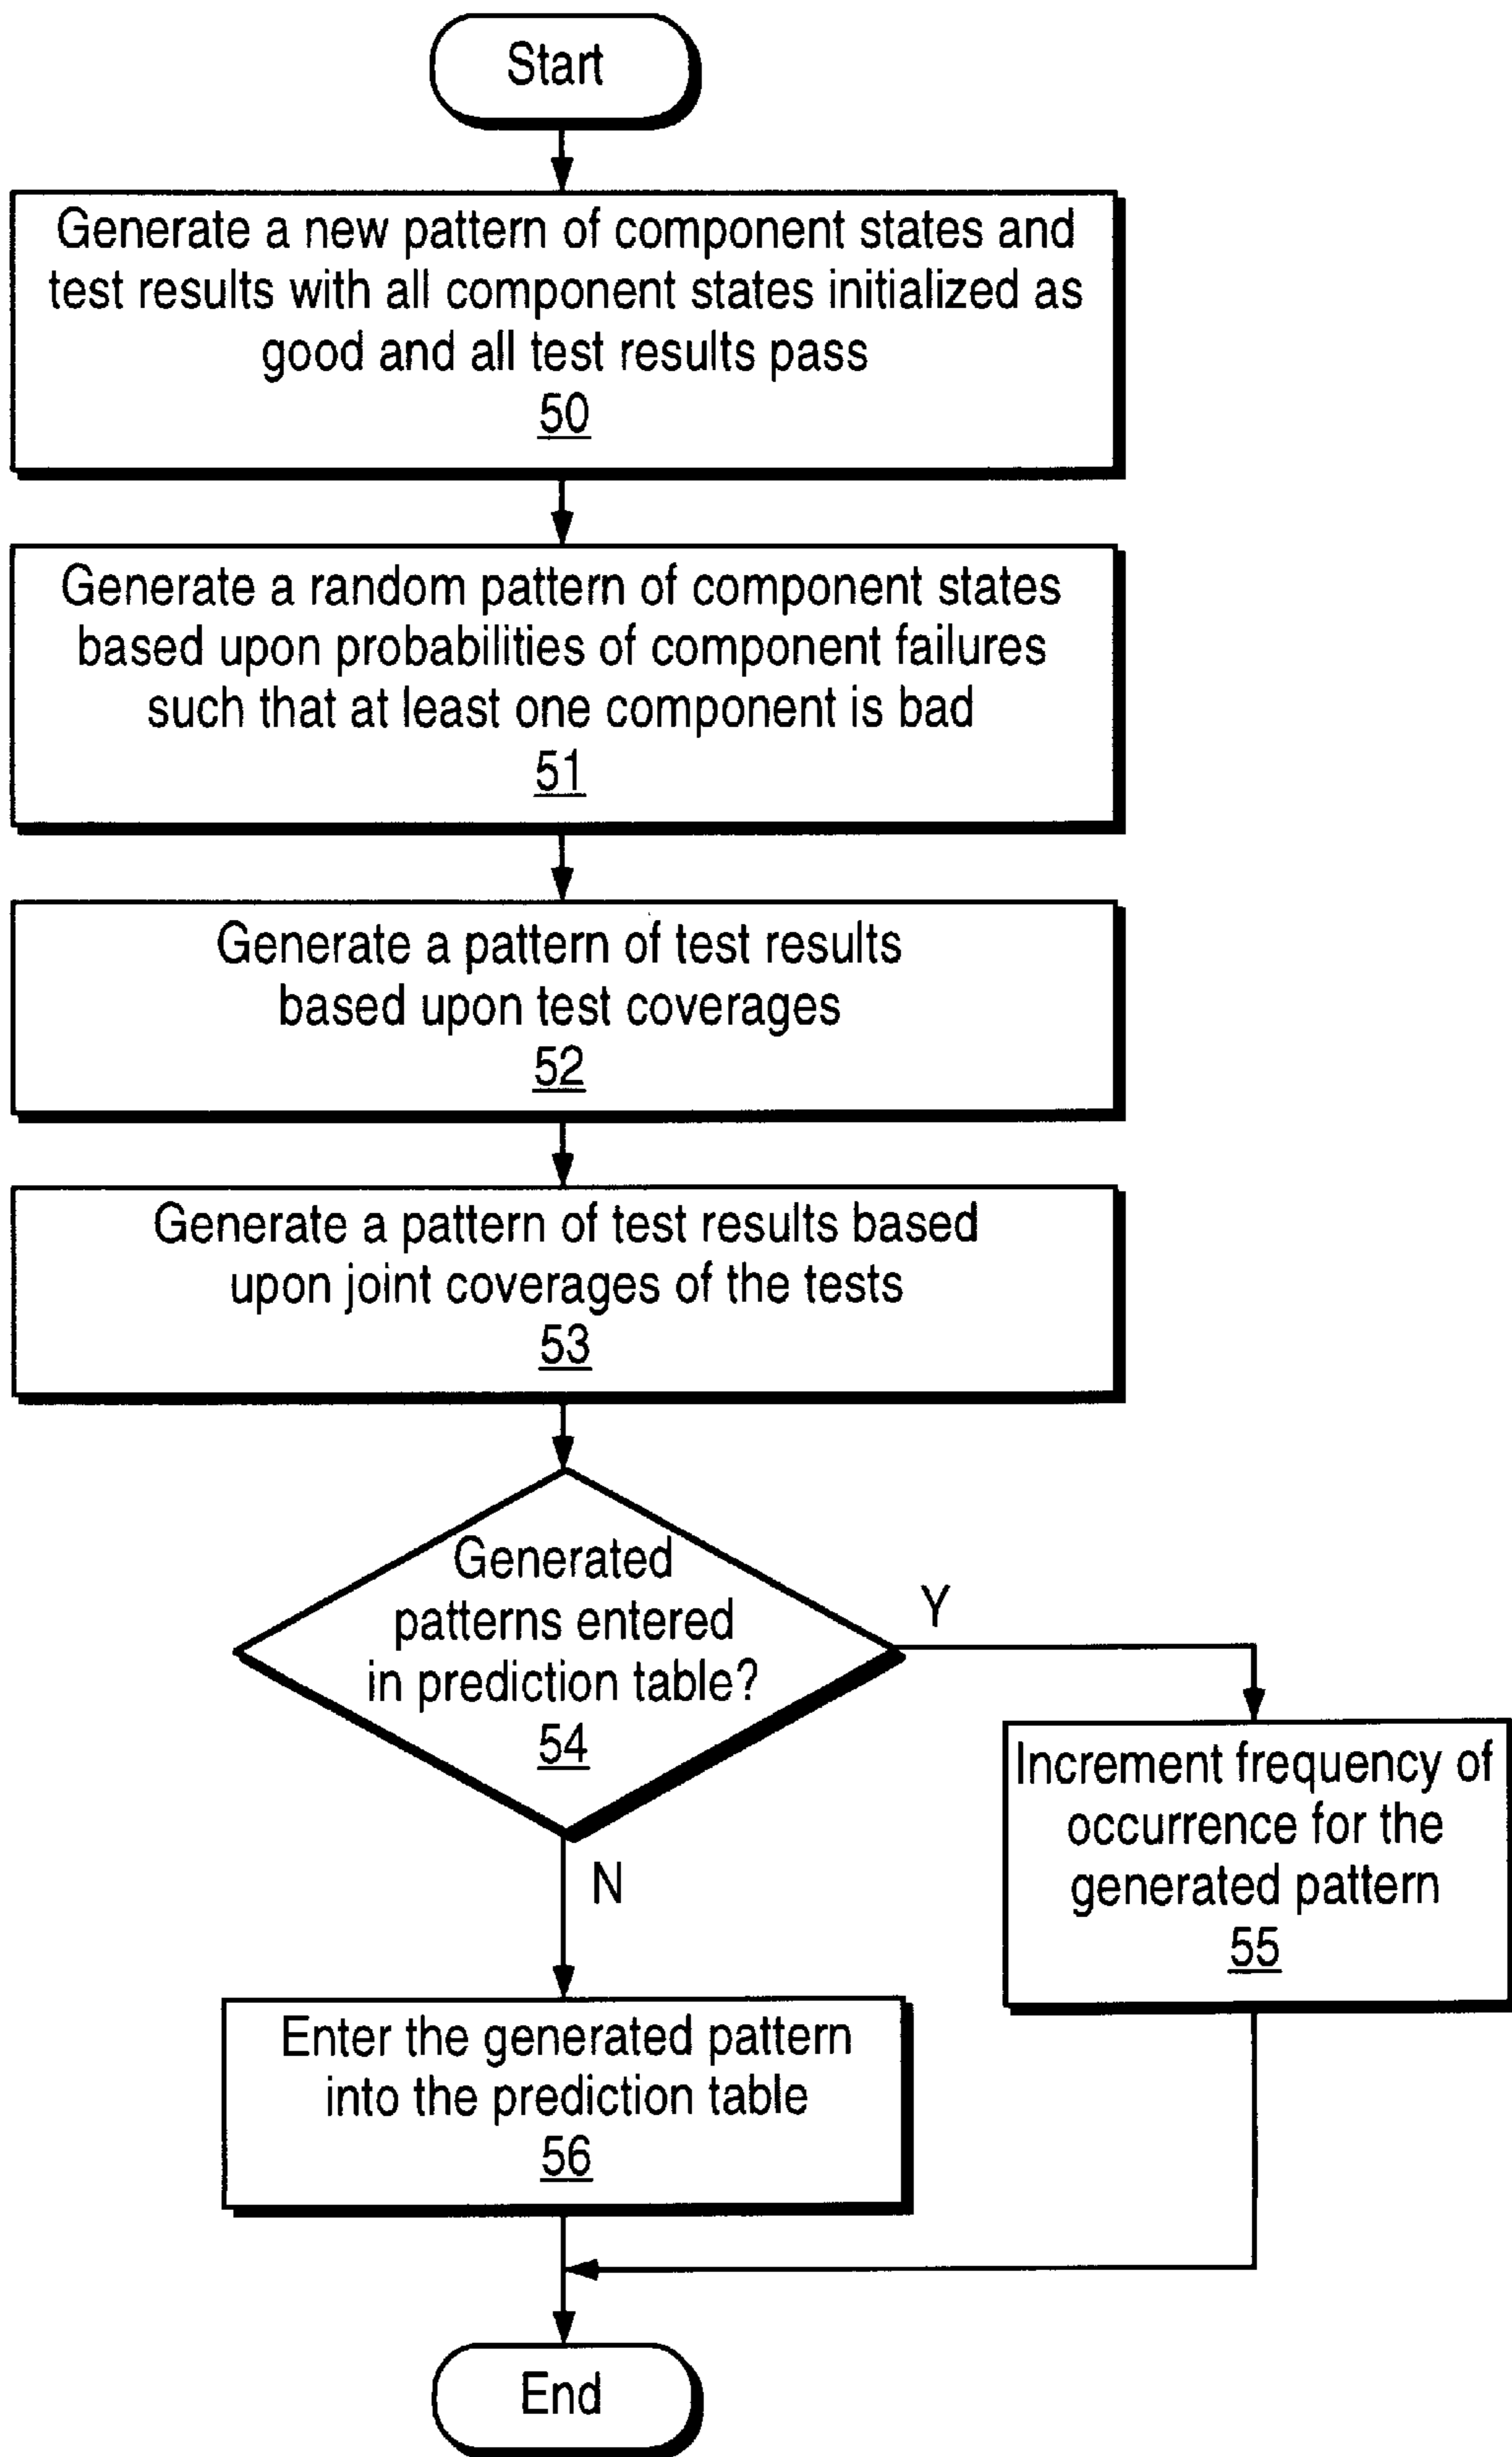 Start
Generate a new pattern of component states and
test results with all component states initialized as
good and all test results pass
50
Generate a random pattern of component states
based upon probabilities of component failures
such that at least one component is bad
51
Generate a pattern of test results
based upon test coverages
52
Generate a pattern of test results based
upon joint coverages of the tests
53
Generated
patterns entered
in prediction table?
54
Y
N
Increment frequency of
occurrence for the
generated pattern
55
Enter the generated pattern
into the prediction table
56
End